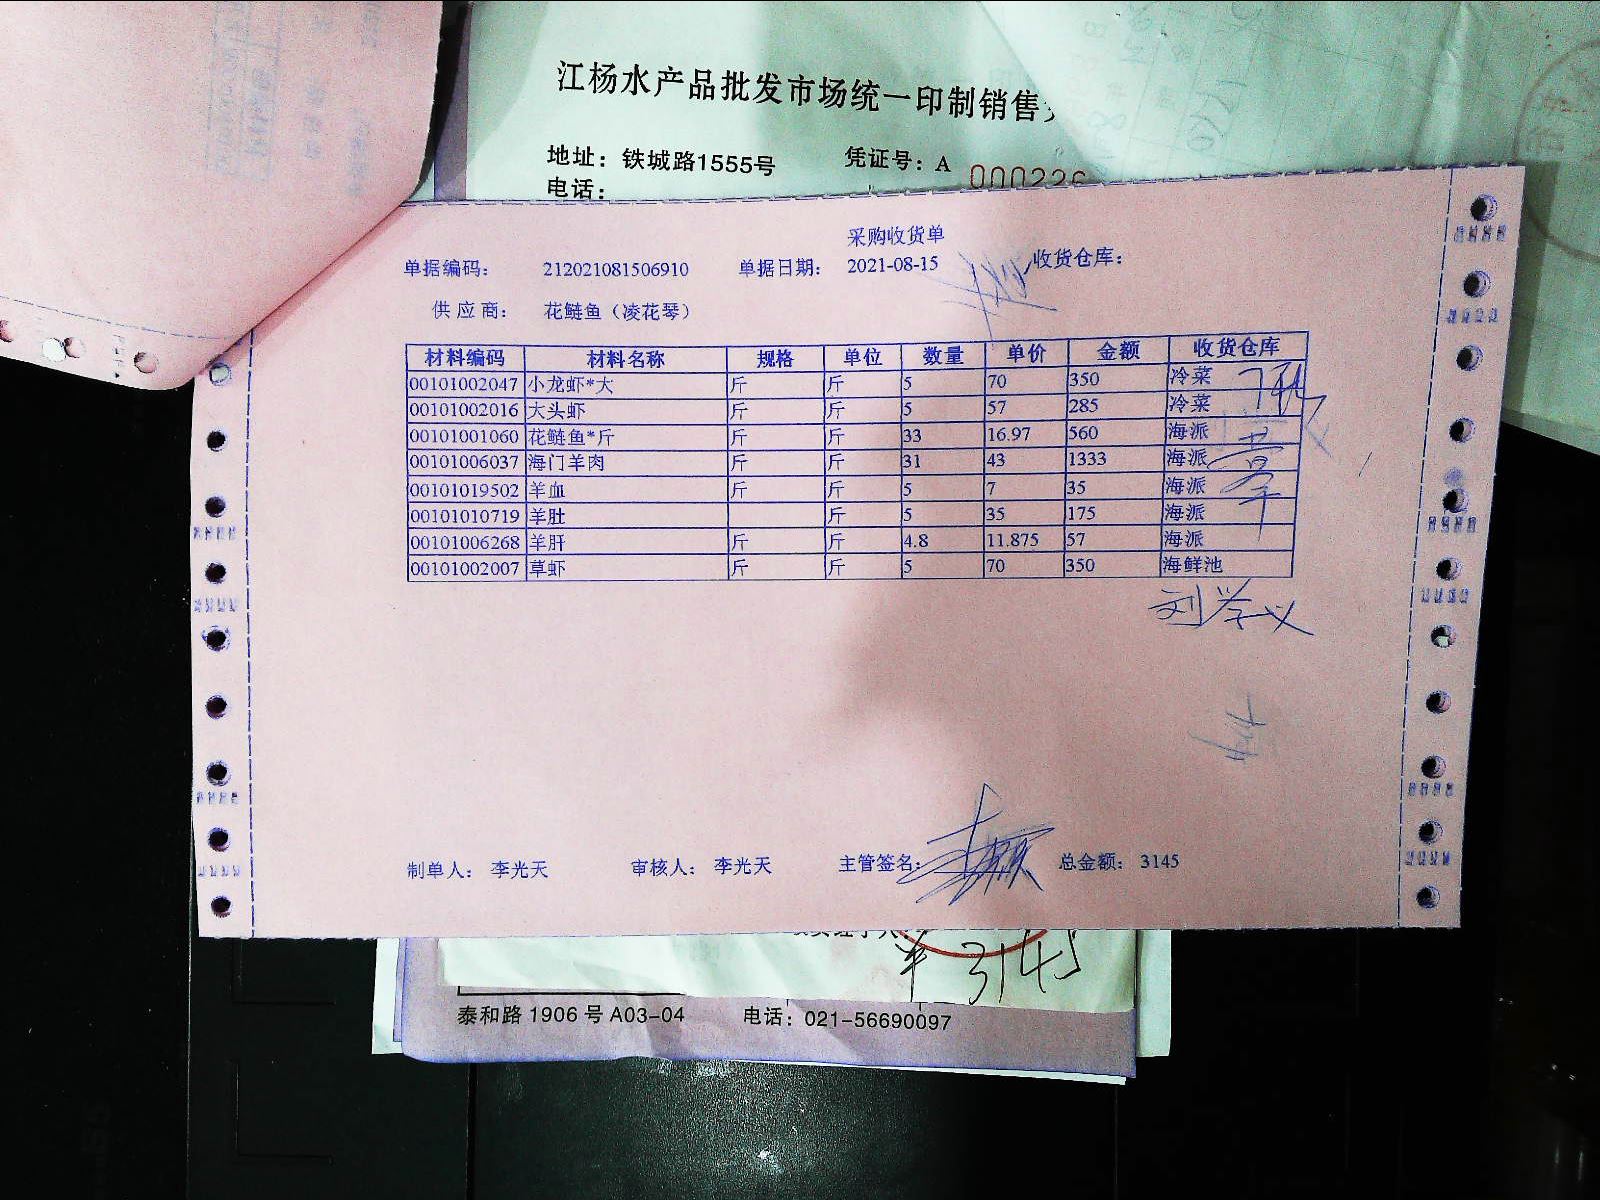 江杨水产品批发市场统一印制销售
地址：铁城路1555号 凭证号：A 000226
电话：
采购收货单
单据编码： 212021081506910 单据日期： 2021-08-15 收货仓库：
供应商： 花鲢鱼（凌花琴）
材料编码 材料名称 规格 单位 数量 单价 金额 收货仓库
00101002047 小龙虾*大 斤 斤 5 70 350 冷菜
00101002016 大头虾 斤 斤 5 57 285 冷菜
00101001060 花鲢鱼*斤 斤 斤 33 16.97 560 海派
00101006037 海门羊肉 斤 斤 31 43 1333 海派
00101019502 羊血 斤 斤 5 7 35 海派
00101010719 羊肚 斤 5 35 175 海派
00101006268 羊肝 斤 斤 4.8 11.875 57 海派
00101002007 草虾 斤 斤 5 70 350 海鲜池
刘学义
制单人： 李光天 审核人： 李光天 主管签名： 总金额： 3145
¥ 3145
泰和路 1906 号 A03-04 电话：021-56690097